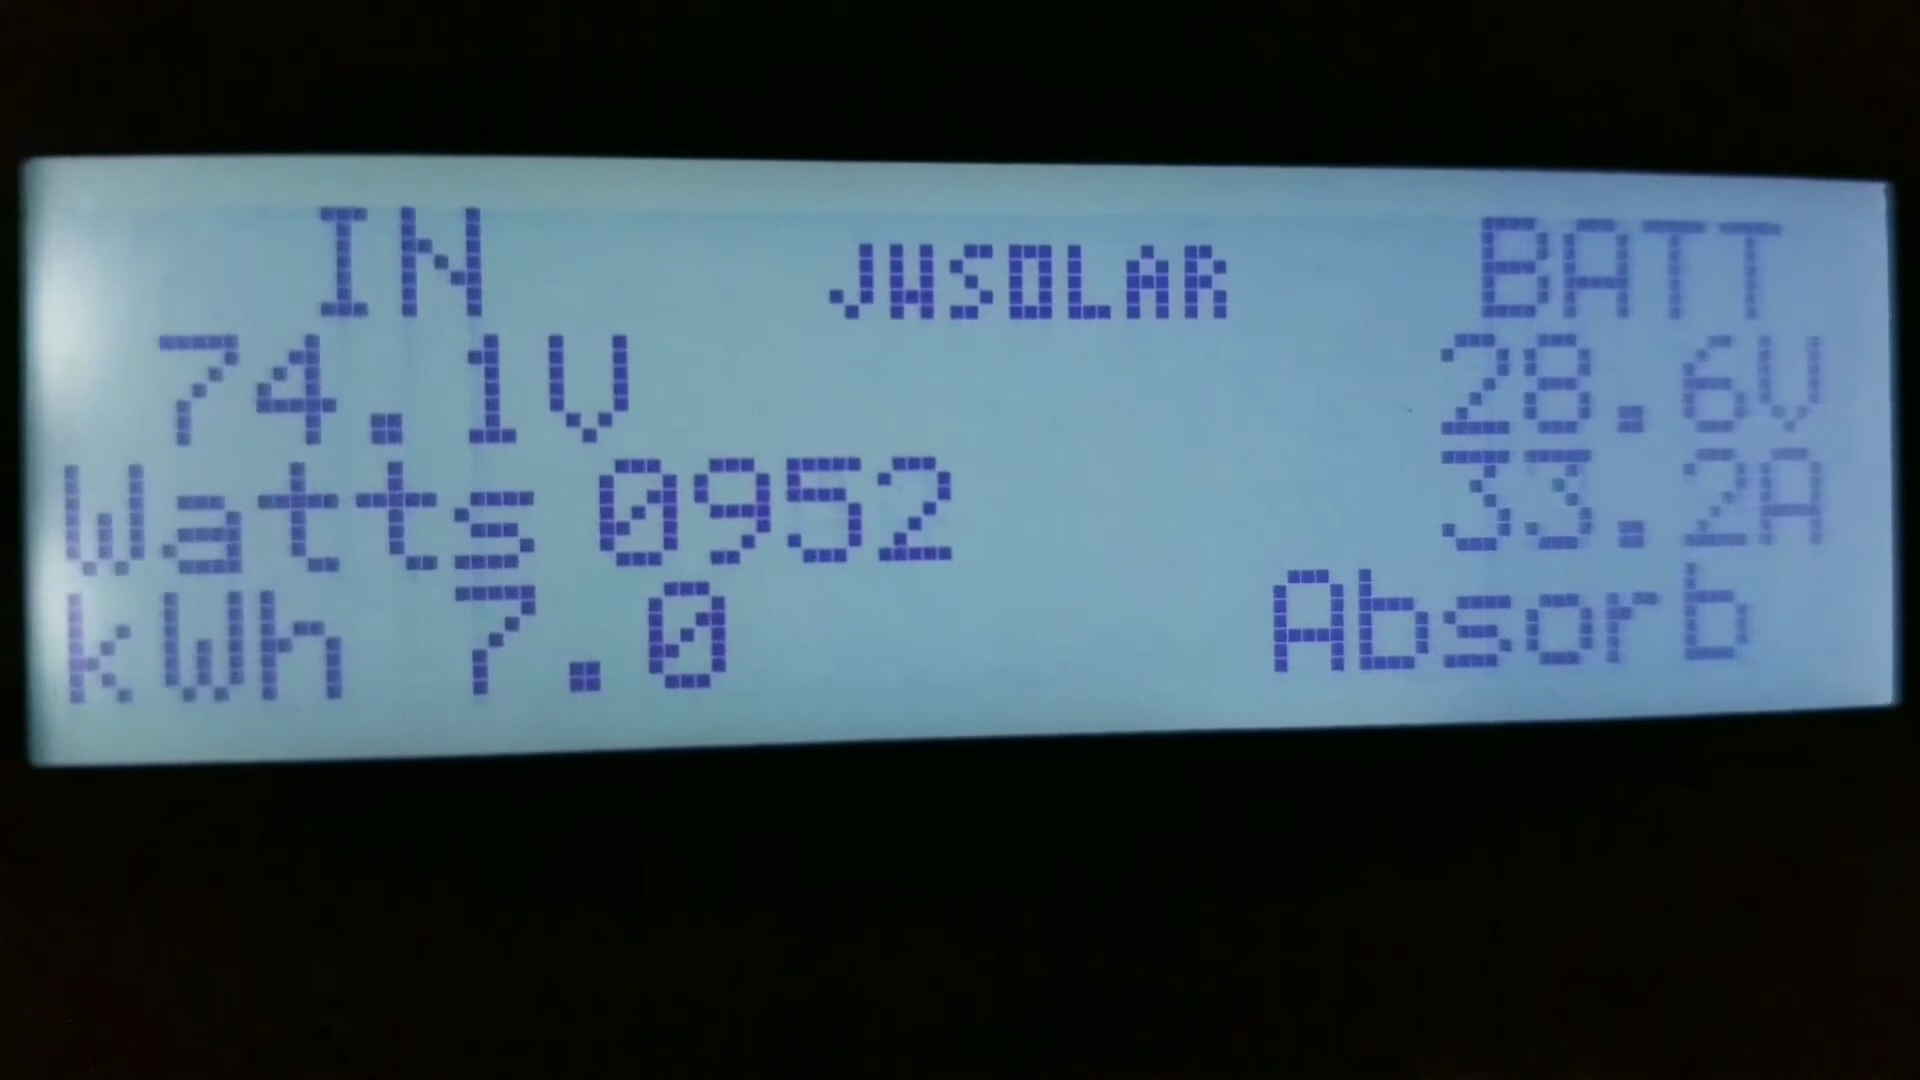 IN JWSOLAR BATT
74.1V 28.6V
Watts 0952 33.2A
kWh 7.0 Absorb